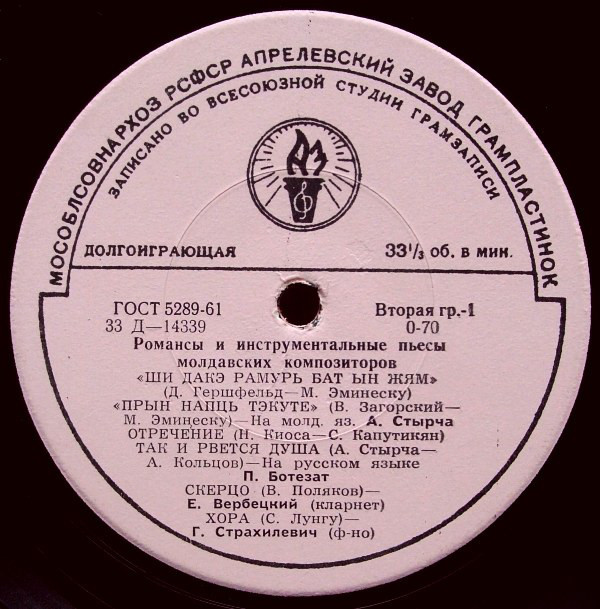 МОСОБЛСОВНАРХОЗ РСФСР АПРЕЛЕВСКИЙ ЗАВОД ГРАМПЛАСТИНОК
ЗАПИСАНО ВО ВСЕСОЮЗНОЙ СТУДИИ ГРАМЗАПИСИ
АЗ
ДОЛГОИГРАЮЩАЯ 33⅓ об. в мин.
ГОСТ 5289-61 Вторая гр.-1
33 Д—14339 0-70
Романсы и инструментальные пьесы
молдавских композиторов
«ШИ ДАКЭ РАМУРЬ БАТ ЫН ЖЯМ»
(Д. Гершфельд—М. Эминеску)
«ПРЫН НАПЦЬ ТЭКУТЕ» (В. Загорский—
М. Эминеску)—На молд. яз. А. Стырча
ОТРЕЧЕНИЕ (Н. Киоса—С. Капутикян)
ТАК И РВЕТСЯ ДУША (А. Стырча—
А. Кольцов)—На русском языке
П. Ботезат
СКЕРЦО (В. Поляков)—
Е. Вербецкий (кларнет)
ХОРА (С. Лунгу)—
Г. Страхилевич (ф-но)